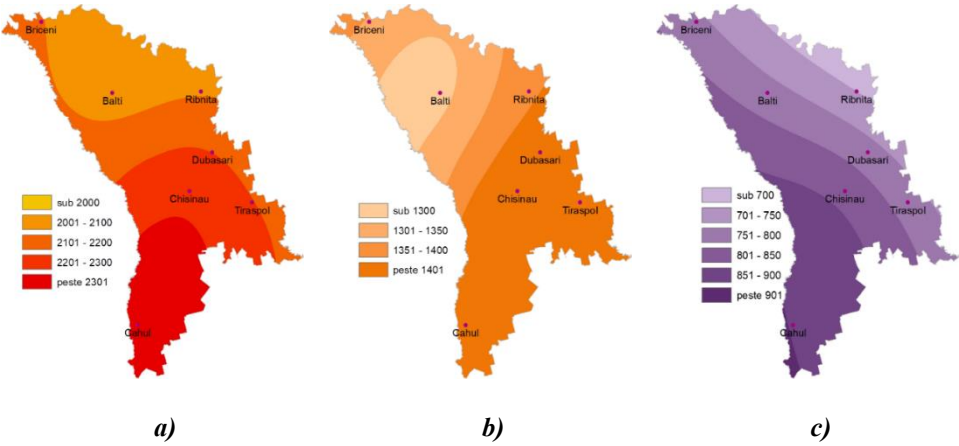 Briceni
Balti
Ribnita
Dubasari
Chisinau
Tiraspol
Cahul
sub 2000
2001 - 2100
2101 - 2200
2201 - 2300
peste 2301
a)
Briceni
Balti
Ribnita
Dubasari
Chisinau
Tiraspol
Cahul
sub 1300
1301 - 1350
1351 - 1400
peste 1401
b)
Briceni
Balti
Ribnita
Dubasari
Chisinau
Tiraspol
Cahul
sub 700
701 - 750
751 - 800
801 - 850
851 - 900
peste 901
c)